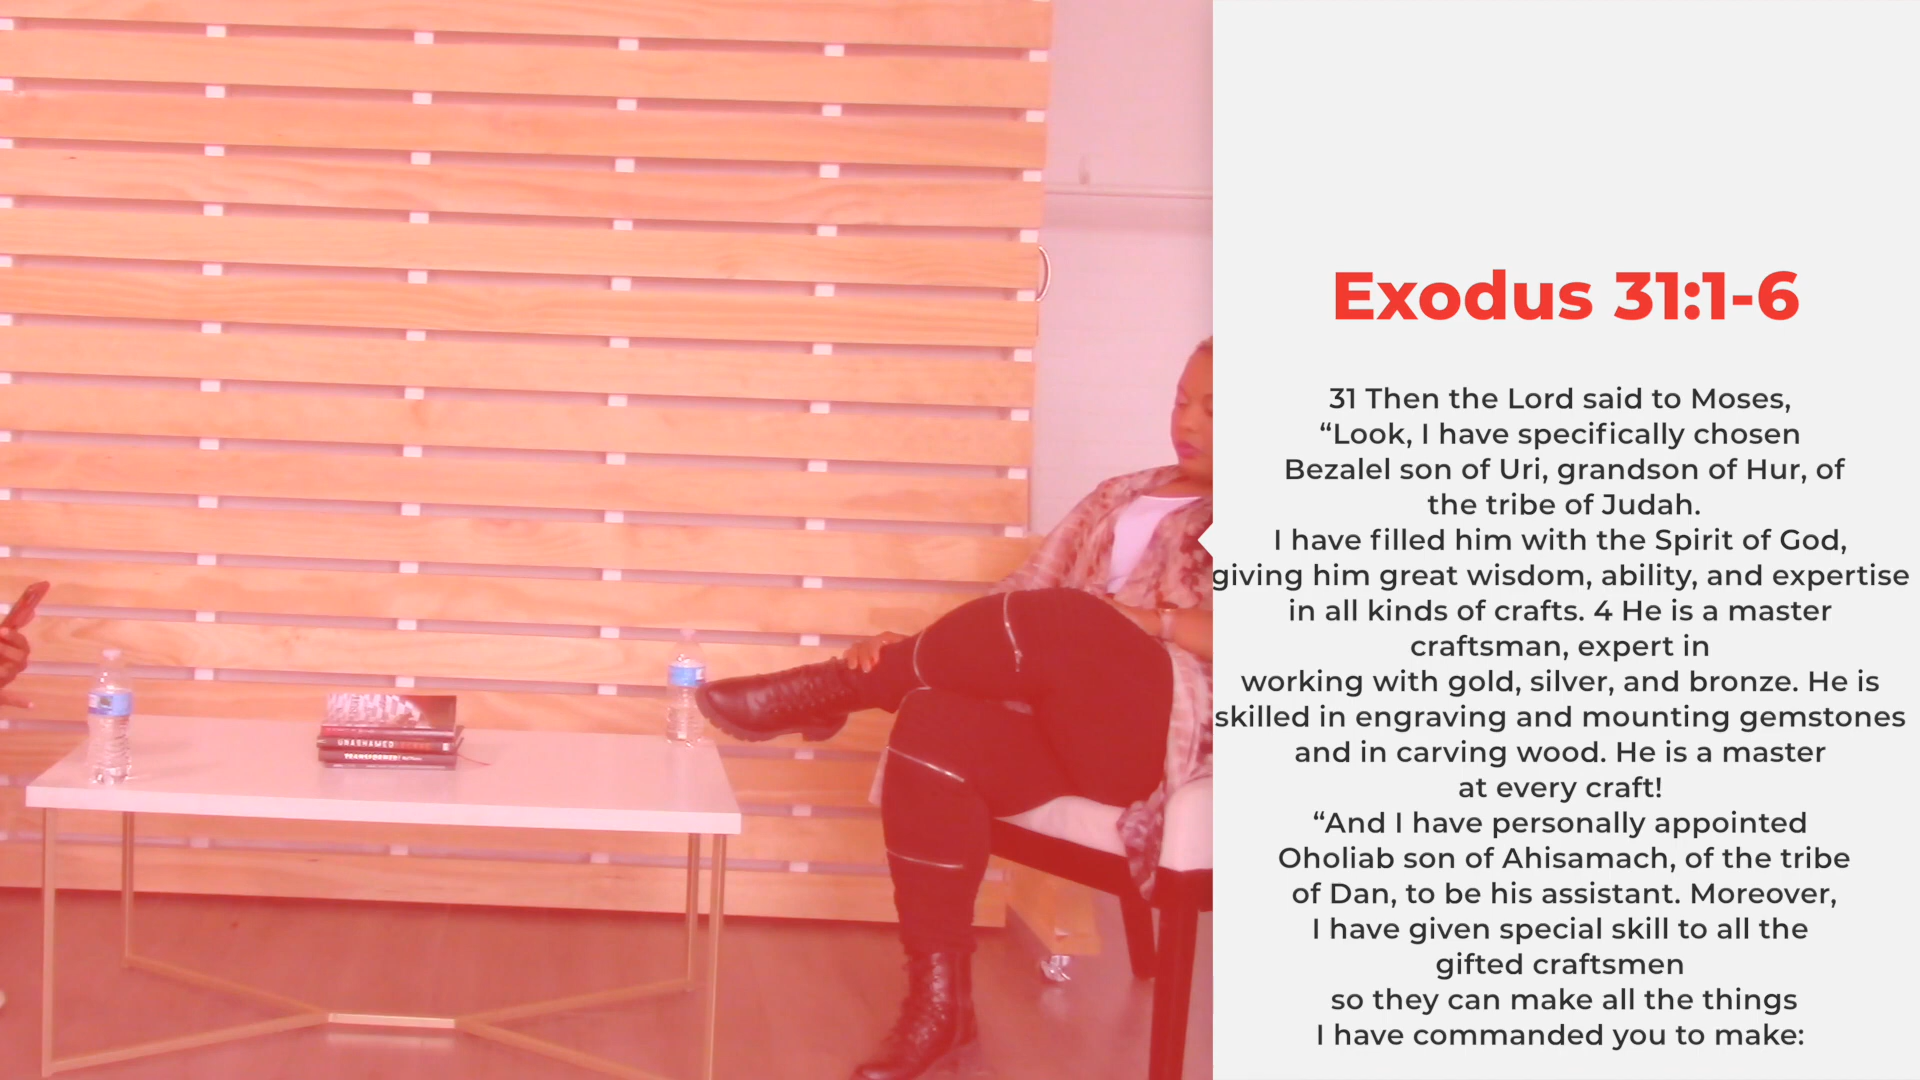 Exodus 31:1-6
31 Then the Lord said to Moses,
“Look, I have specifically chosen
Bezalel son of Uri, grandson of Hur, of
the tribe of Judah.
I have filled him with the Spirit of God,
giving him great wisdom, ability, and expertise
in all kinds of crafts. 4 He is a master
craftsman, expert in
working with gold, silver, and bronze. He is
skilled in engraving and mounting gemstones
and in carving wood. He is a master
at every craft!
“And I have personally appointed
Oholiab son of Ahisamach, of the tribe
of Dan, to be his assistant. Moreover,
I have given special skill to all the
gifted craftsmen
so they can make all the things
I have commanded you to make:
UNASHAMED
TRANSFORMED